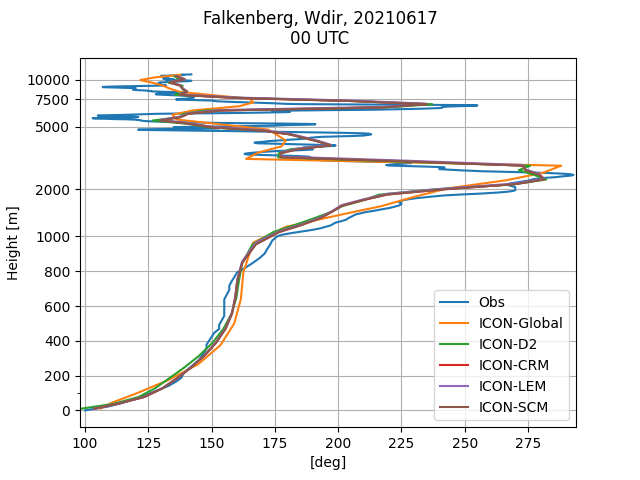 Falkenberg, Wdir, 20210617
00 UTC
Height [m]
10000
7500
5000
2000
1000
800
600
400
200
0
100
125
150
175
200
225
250
275
[deg]
Obs
ICON-Global
ICON-D2
ICON-CRM
ICON-LEM
ICON-SCM